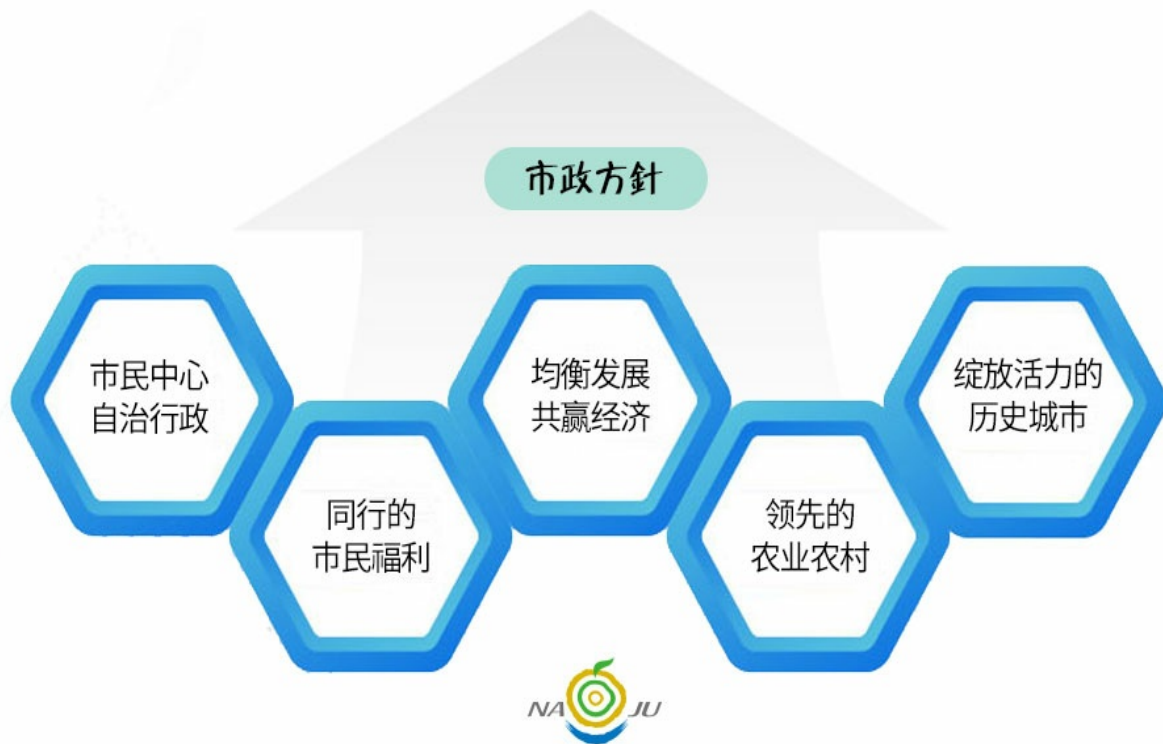 市政方針
市民中心
自治行政
同行的
市民福利
均衡发展
共赢经济
领先的
农业农村
绽放活力的
历史城市
NA JU